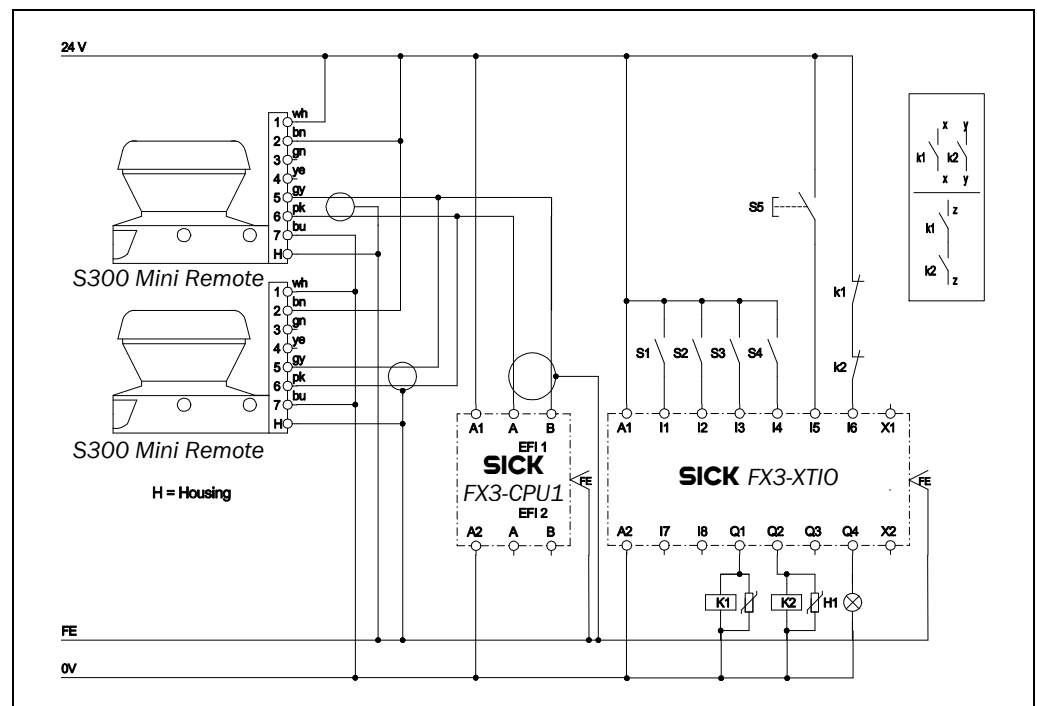 24 V
1 wh
2 bn
3 gn
4 ye
5 gy
6 pk
7 bu
H
S300 Mini Remote
1 wh
2 bn
3 gn
4 ye
5 gy
6 pk
7 bu
H
S300 Mini Remote
H = Housing
x y
k1 k2
x y
z
k1
k2
z
S5
k1
S1 S2 S3 S4
k2
A1 A B
EFI 1
SICK
FX3-CPU1
FE
EFI 2
A2 A B
A1 I1 I2 I3 I4 I5 I6 X1
SICK FX3-XTIO
FE
A2 I7 I8 Q1 Q2 Q3 Q4 X2
K1 K2 H1
FE
0V